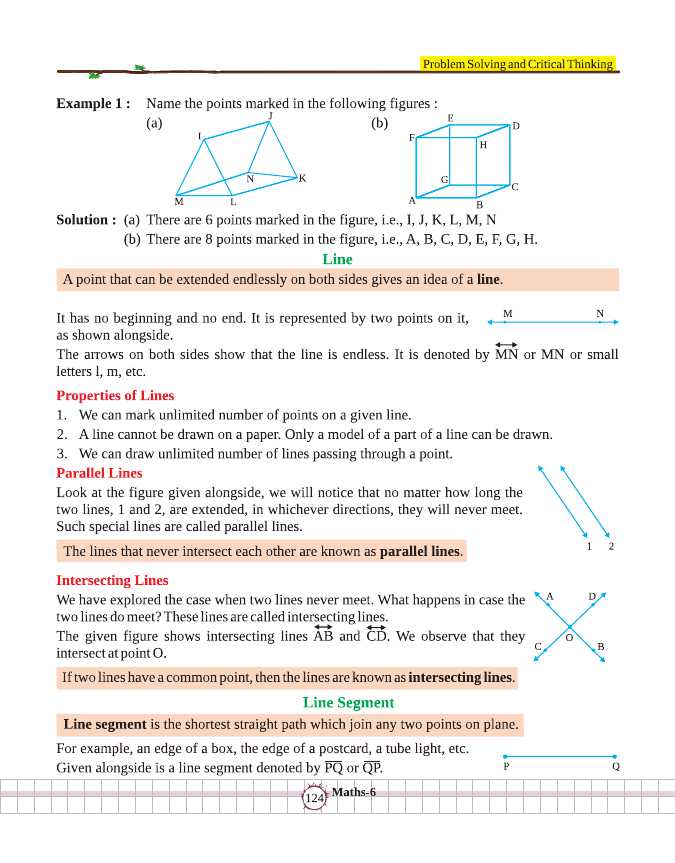 Problem Solving and Critical Thinking
Example 1 : Name the points marked in the following figures :
(a) (b)
I J N K M L
E D F H G C A B
Solution : (a) There are 6 points marked in the figure, i.e., I, J, K, L, M, N
(b) There are 8 points marked in the figure, i.e., A, B, C, D, E, F, G, H.
Line
A point that can be extended endlessly on both sides gives an idea of a line.
It has no beginning and no end. It is represented by two points on it,
as shown alongside.
M N
The arrows on both sides show that the line is endless. It is denoted by MN or MN or small
letters l, m, etc.
Properties of Lines
1. We can mark unlimited number of points on a given line.
2. A line cannot be drawn on a paper. Only a model of a part of a line can be drawn.
3. We can draw unlimited number of lines passing through a point.
Parallel Lines
Look at the figure given alongside, we will notice that no matter how long the
two lines, 1 and 2, are extended, in whichever directions, they will never meet.
Such special lines are called parallel lines.
1 2
The lines that never intersect each other are known as parallel lines.
Intersecting Lines
We have explored the case when two lines never meet. What happens in case the
two lines do meet? These lines are called intersecting lines.
The given figure shows intersecting lines AB and CD. We observe that they
intersect at point O.
A D O C B
If two lines have a common point, then the lines are known as intersecting lines.
Line Segment
Line segment is the shortest straight path which join any two points on plane.
For example, an edge of a box, the edge of a postcard, a tube light, etc.
Given alongside is a line segment denoted by PQ or QP.
P Q
124 Maths-6